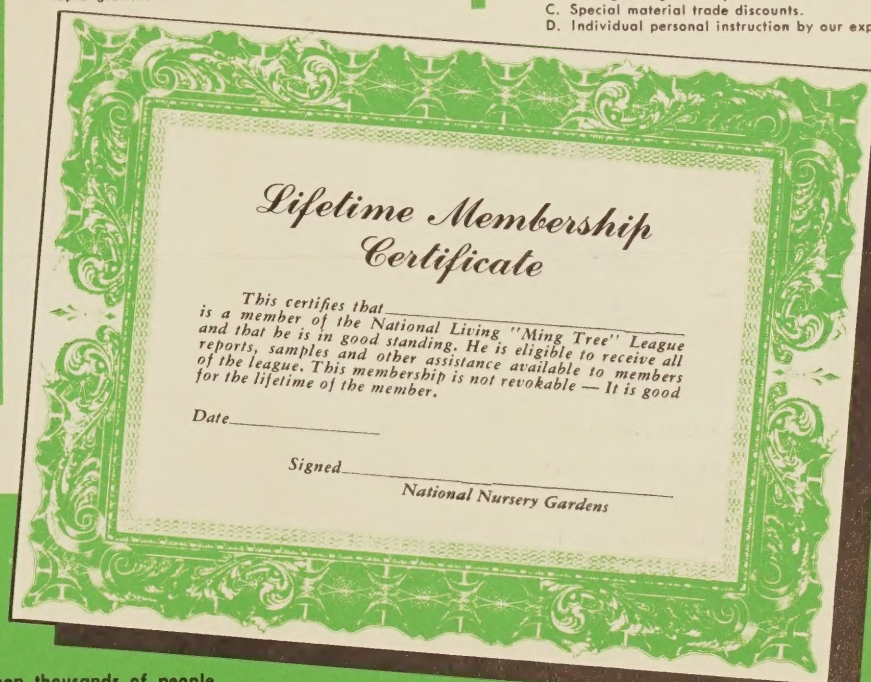 C. Special material trade discounts.
D. Individual personal instruction by our
Lifetime Membership
Certificate
This certifies that
is a member of the National Living "Ming Tree" League
and that he is in good standing. He is eligible to receive all
reports, samples and other assistance available to members
of the league. This membership is not revokable — It is good
for the lifetime of the member.
Date
Signed
National Nursery Gardens
thousands of people